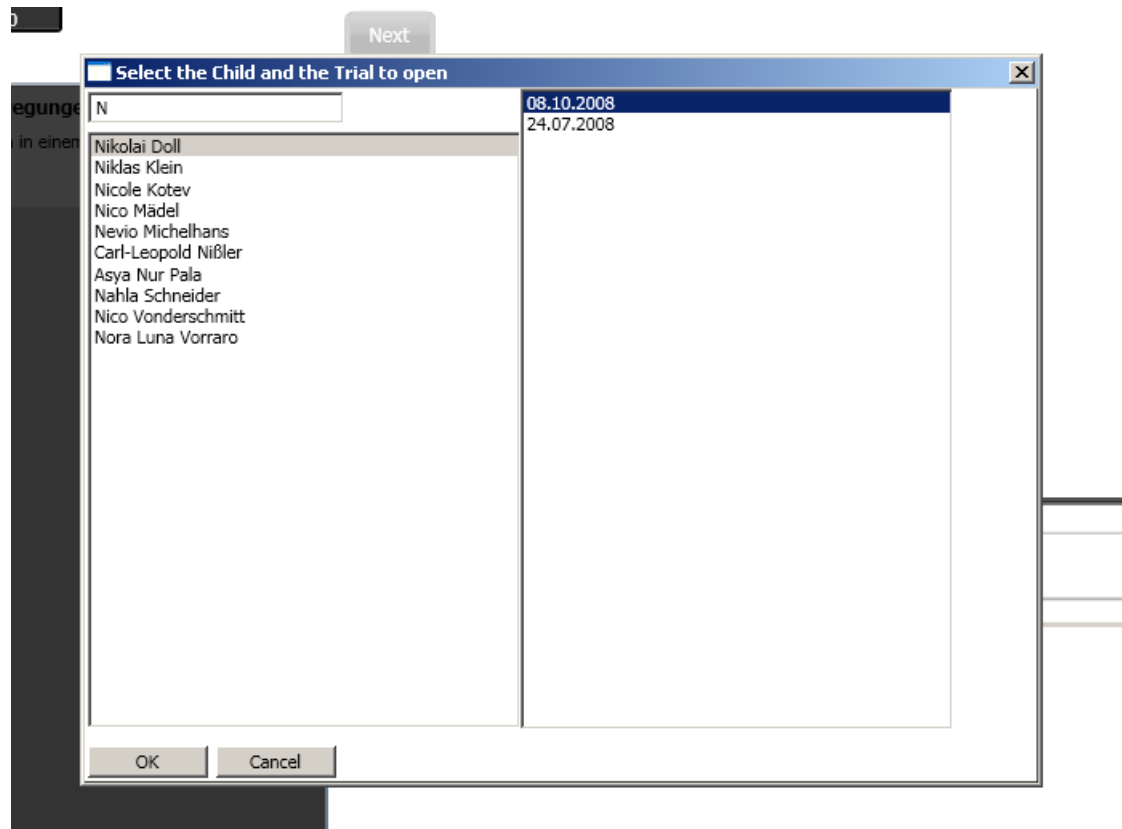 Next
Select the Child and the Trial to open
N
Nikolai Doll
Niklas Klein
Nicole Kotev
Nico Mädel
Nevio Michelhans
Carl-Leopold Nißler
Asya Nur Pala
Nahla Schneider
Nico Vonderschmitt
Nora Luna Vorraro
08.10.2008
24.07.2008
in einem
OK
Cancel